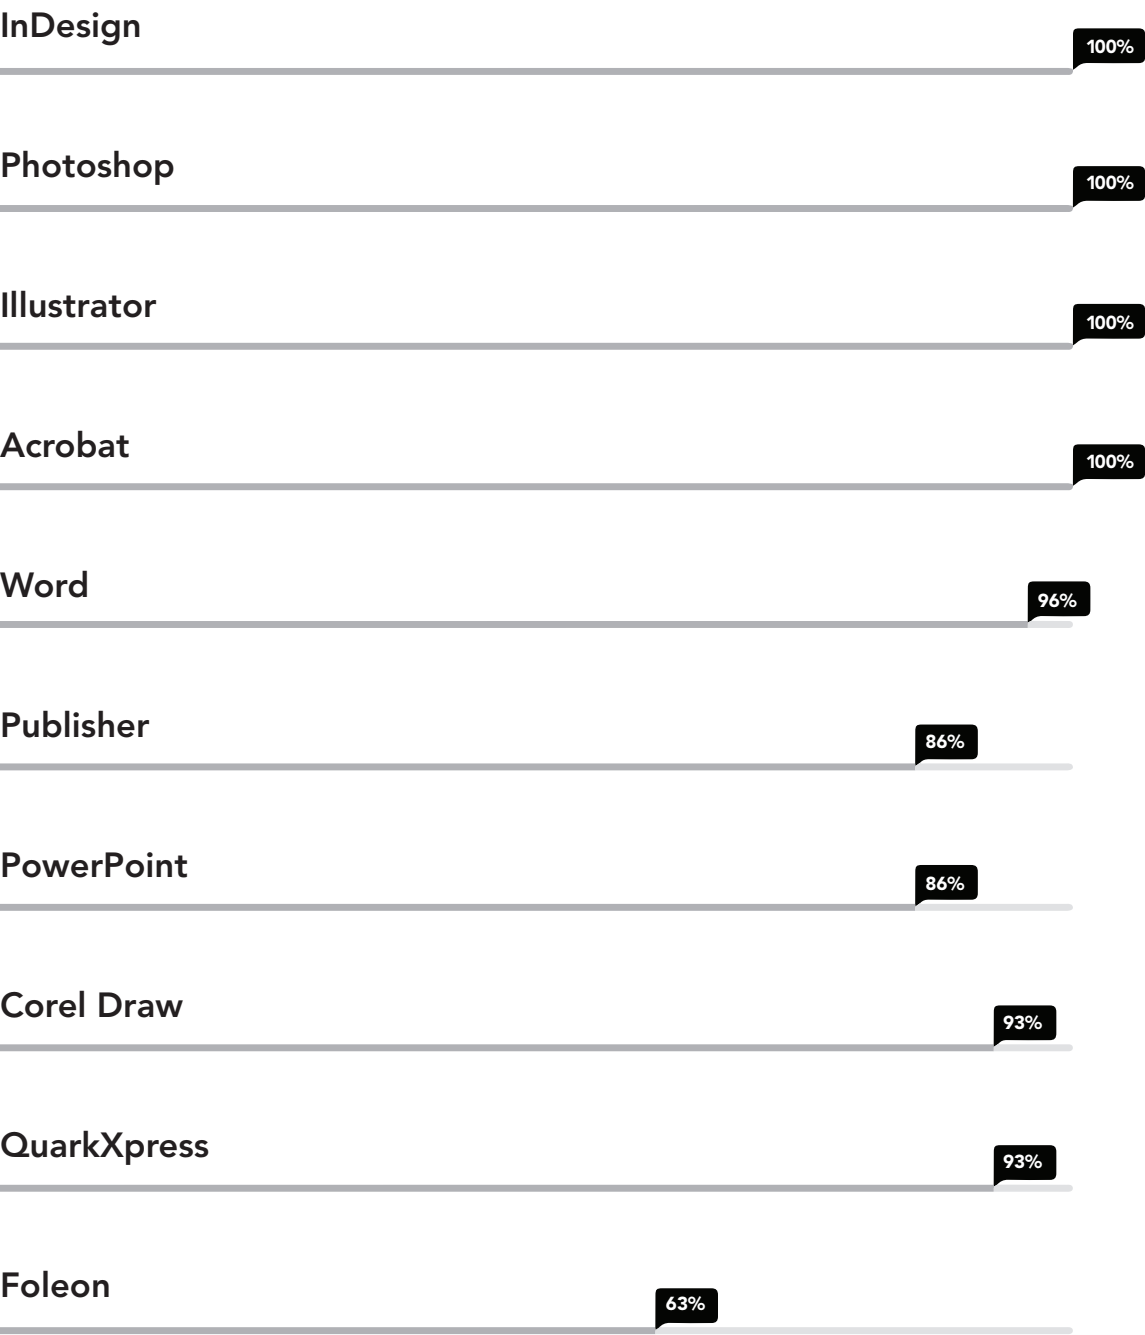 InDesign
100%
Photoshop
100%
Illustrator
100%
Acrobat
100%
Word
96%
Publisher
86%
PowerPoint
86%
Corel Draw
93%
QuarkXpress
93%
Foleon
63%